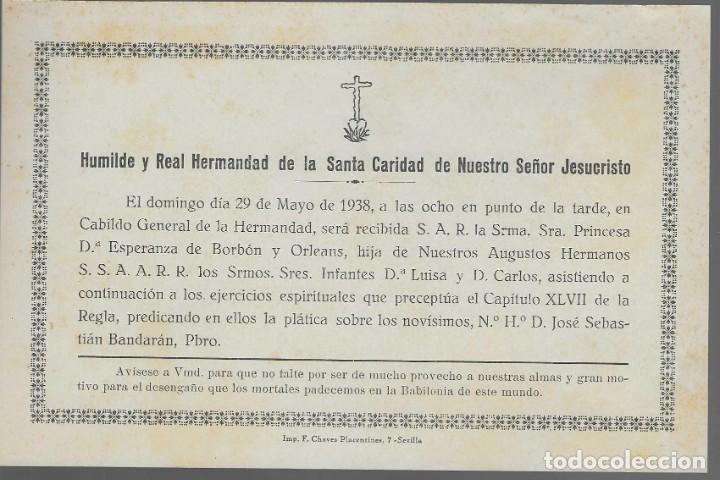 Humilde y Real Hermandad de la Santa Caridad de Nuestro Señor Jesucristo
El domingo día 29 de Mayo de 1938, a las ocho en punto de la tarde, en
Cabildo General de la Hermandad, será recibida S. A. R. la Srma. Sra. Princesa
D.ª Esperanza de Borbón y Orleans, hija de Nuestros Augustos Hermanos
S. S. A. A. R. R. los Srmos. Sres. Infantes D.ª Luisa y D. Carlos, asistiendo a
continuación a los ejercicios espirituales que preceptúa el Capítulo XLVII de la
Regla, predicando en ellos la plática sobre los novísimos, N.º H.º D. José Sebas-
tián Bandarán, Pbro.
Avísese a Vmd. para que no falte por ser de mucho provecho a nuestras almas y gran mo-
tivo para el desengaño que los mortales padecemos en la Babilonia de este mundo.
Imp. F. Chaves Placentines, 7-Sevilla
todocoleccion.net